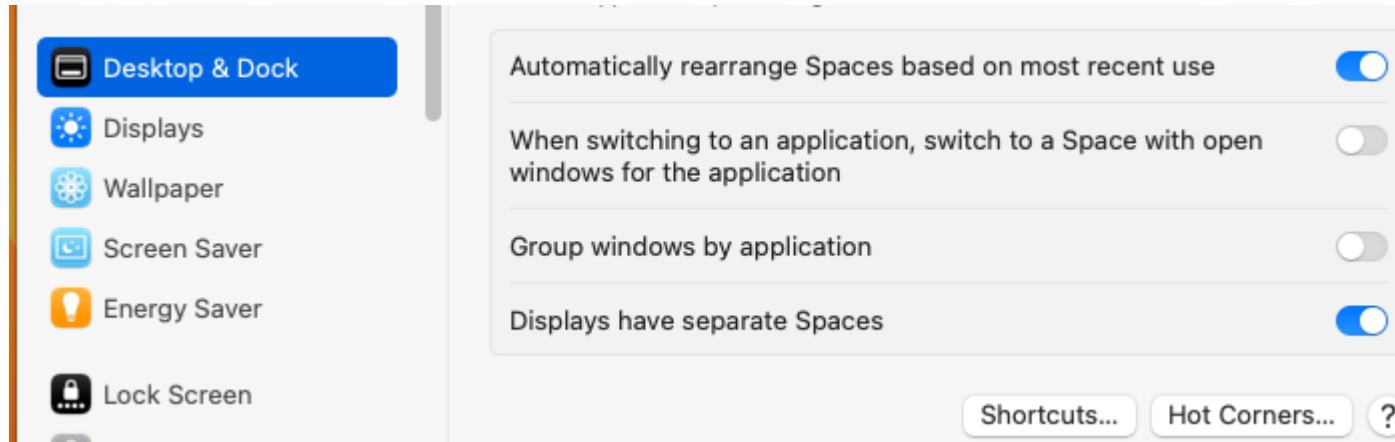 Desktop & Dock
Displays
Wallpaper
Screen Saver
Energy Saver
Lock Screen
Automatically rearrange Spaces based on most recent use
When switching to an application, switch to a Space with open
windows for the application
Group windows by application
Displays have separate Spaces
Shortcuts...
Hot Corners...
?